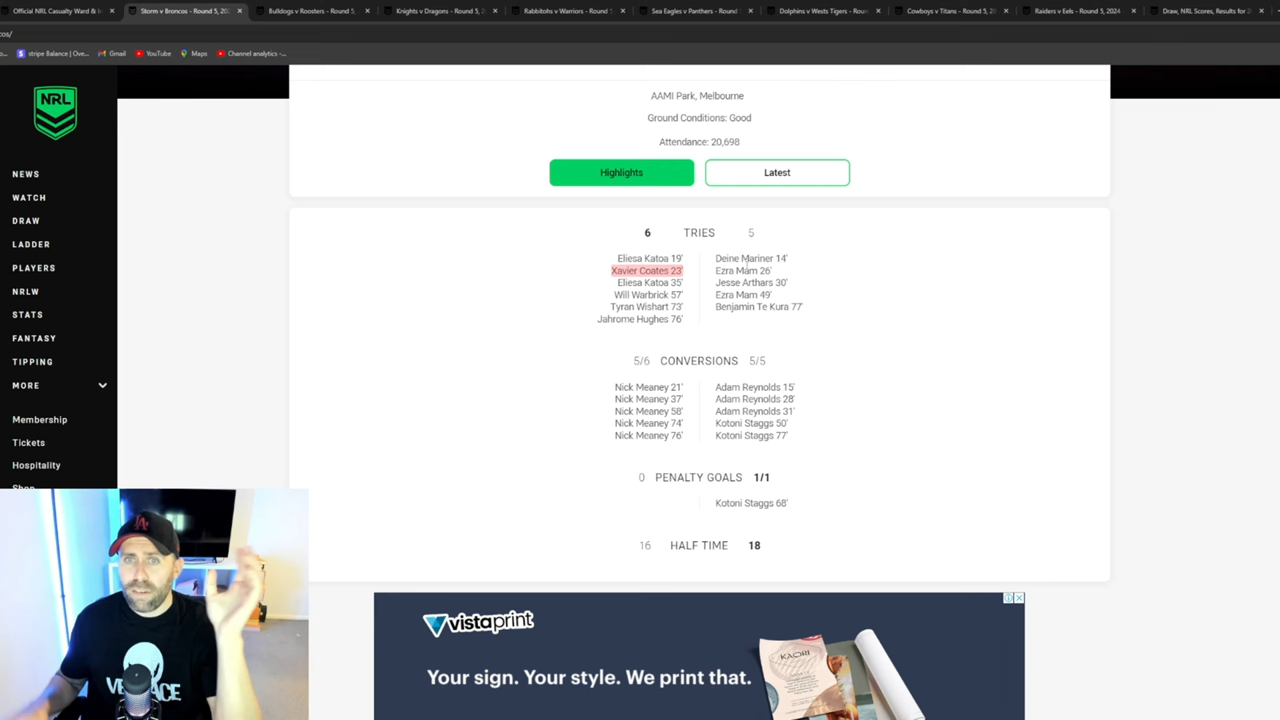 Official NRL Casualty Ward & In
Storm v Broncos - Round 5, 202
Bulldogs v Roosters - Round 5,
Knights v Dragons - Round 5, 2
Rabbitohs v Warriors - Round 5
Sea Eagles v Panthers - Round
Dolphins v Wests Tigers - Roun
Cowboys v Titans - Round 5, 2
Raiders v Eels - Round 5, 2024
Draw, NRL Scores, Results for 2
os/
stripe Balance | Ove...
Gmail
YouTube
Maps
Channel analytics -...
NRL
NEWS
WATCH
DRAW
LADDER
PLAYERS
NRLW
STATS
FANTASY
TIPPING
MORE
Membership
Tickets
Hospitality
Shop
AAMI Park, Melbourne
Ground Conditions: Good
Attendance: 20,698
Highlights Latest
6 TRIES 5
Eliesa Katoa 19' Deine Mariner 14'
Xavier Coates 23' Ezra Mam 26'
Eliesa Katoa 35' Jesse Arthars 30'
Will Warbrick 57' Ezra Mam 49'
Tyran Wishart 73' Benjamin Te Kura 77'
Jahrome Hughes 76'
5/6 CONVERSIONS 5/5
Nick Meaney 21' Adam Reynolds 15'
Nick Meaney 37' Adam Reynolds 28'
Nick Meaney 58' Adam Reynolds 31'
Nick Meaney 74' Kotoni Staggs 50'
Nick Meaney 76' Kotoni Staggs 77'
0 PENALTY GOALS 1/1
Kotoni Staggs 68'
16 HALF TIME 18
vistaprint
Your sign. Your style. We print that.
KAORI